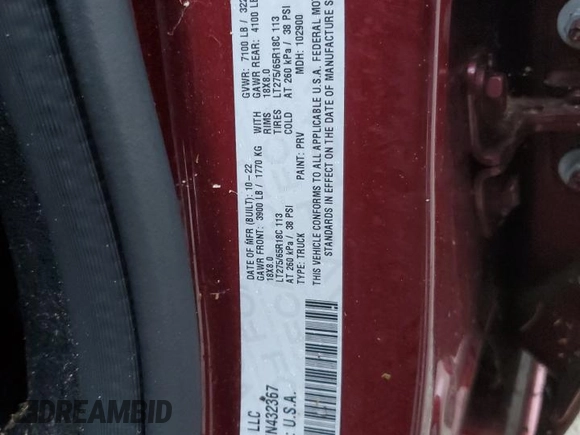 LLC
DATE OF MFR (BUILT): 10-22 GVWR: 7100 LB /
GAWR FRONT: 3900 LB / 1770 KG WITH GAWR REAR: 4100 LB
18X8.0 RIMS 18X8.0
LT275/65R18C 113 TIRES LT275/65R18C 113
AT 260 kPa / 38 PSI COLD AT 260 kPa / 38 PSI
TYPE: TRUCK PAINT: PRV MDH: 102900
THIS VEHICLE CONFORMS TO ALL APPLICABLE U.S.A. FEDERAL
STANDARDS IN EFFECT ON THE DATE OF MANUFACTURE
N432367
: U.S.A.
DREAMBID